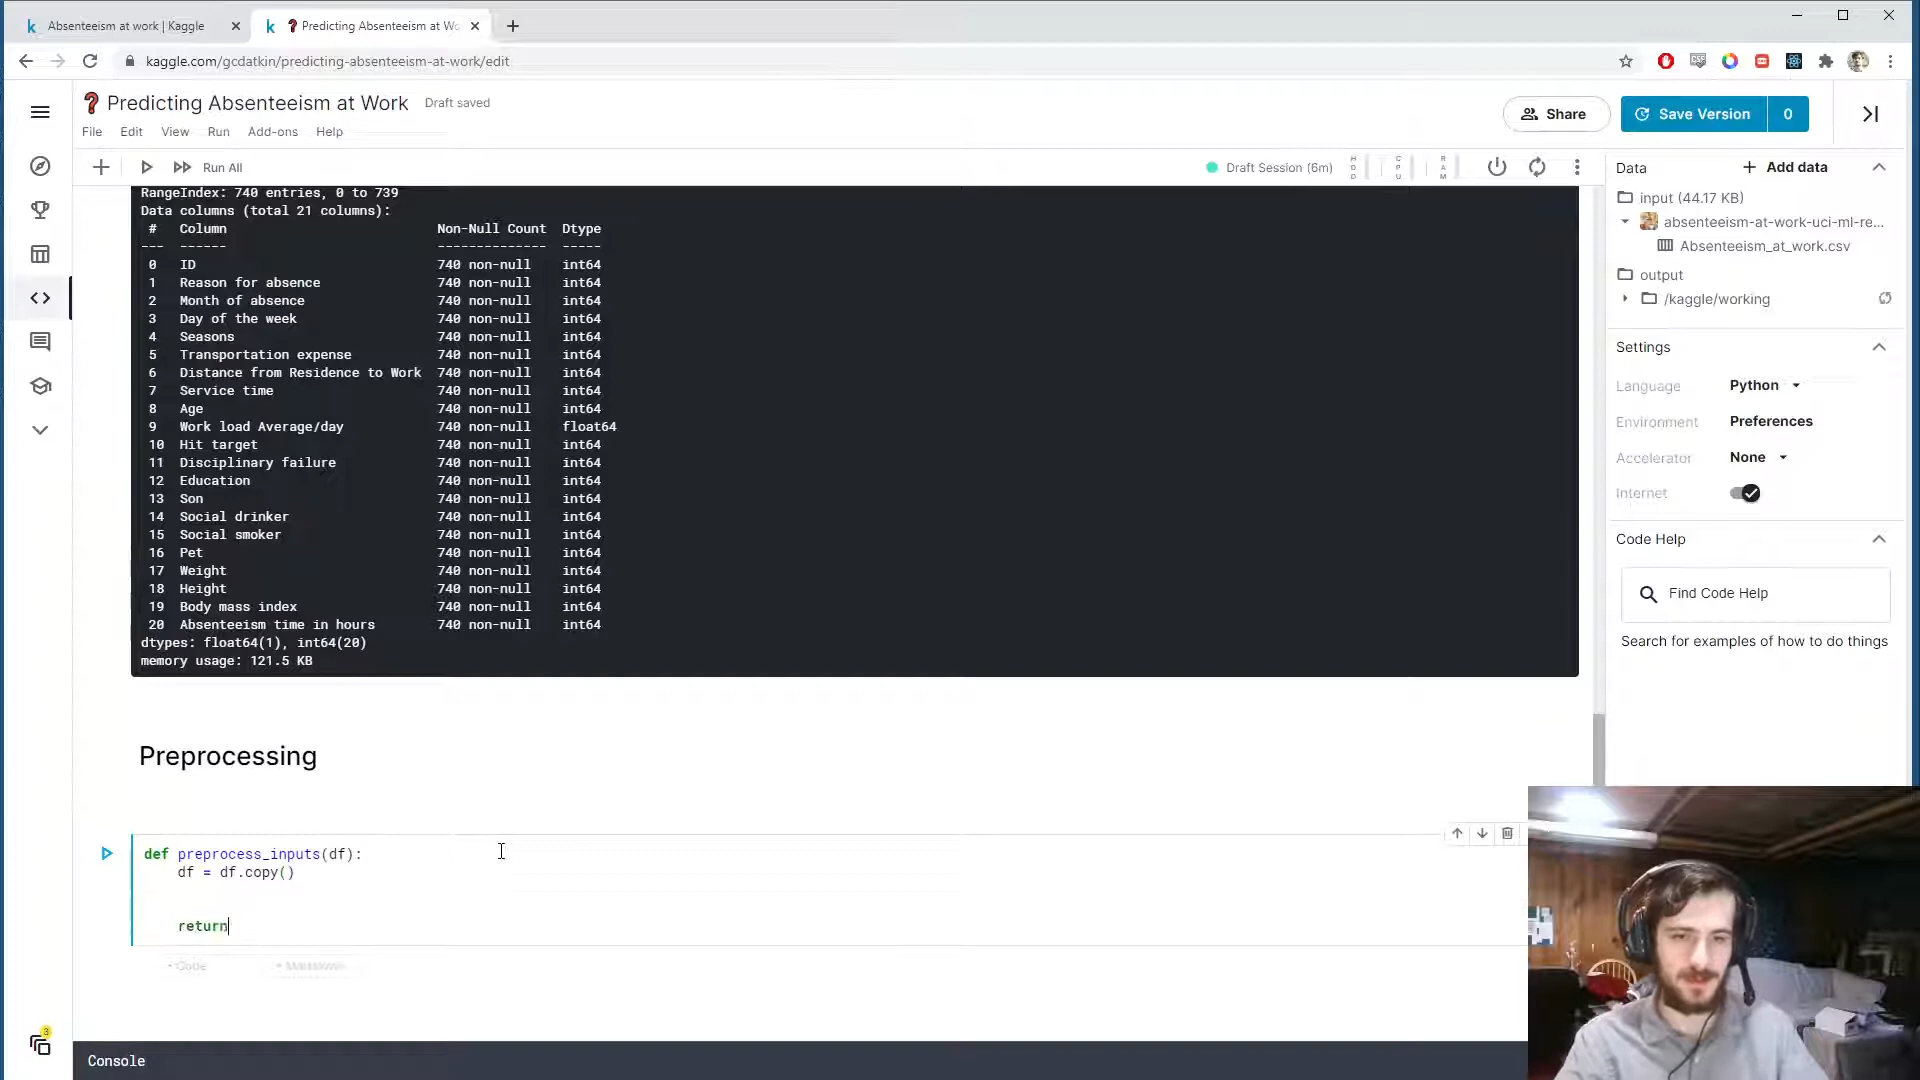 Absenteeism at work | Kaggle
Predicting Absenteeism at Wo
kaggle.com/gcdatkin/predicting-absenteeism-at-work/edit
❓ Predicting Absenteeism at Work
Draft saved
Share
Save Version
0
File
Edit
View
Run
Add-ons
Help
Run All
Draft Session (6m)
HDD
CPU
RAM
RangeIndex: 740 entries, 0 to 739
Data columns (total 21 columns):
# Column Non-Null Count Dtype
--- ------ -------------- -----
0 ID 740 non-null int64
1 Reason for absence 740 non-null int64
2 Month of absence 740 non-null int64
3 Day of the week 740 non-null int64
4 Seasons 740 non-null int64
5 Transportation expense 740 non-null int64
6 Distance from Residence to Work 740 non-null int64
7 Service time 740 non-null int64
8 Age 740 non-null int64
9 Work load Average/day 740 non-null float64
10 Hit target 740 non-null int64
11 Disciplinary failure 740 non-null int64
12 Education 740 non-null int64
13 Son 740 non-null int64
14 Social drinker 740 non-null int64
15 Social smoker 740 non-null int64
16 Pet 740 non-null int64
17 Weight 740 non-null int64
18 Height 740 non-null int64
19 Body mass index 740 non-null int64
20 Absenteeism time in hours 740 non-null int64
dtypes: float64(1), int64(20)
memory usage: 121.5 KB
Preprocessing
def preprocess_inputs(df):
df = df.copy()
return
+ Code
+ Markdown
Console
3
Data
+ Add data
input (44.17 KB)
absenteeism-at-work-uci-ml-re...
Absenteeism_at_work.csv
output
/kaggle/working
Settings
Language Python
Environment Preferences
Accelerator None
Internet
Code Help
Find Code Help
Search for examples of how to do things